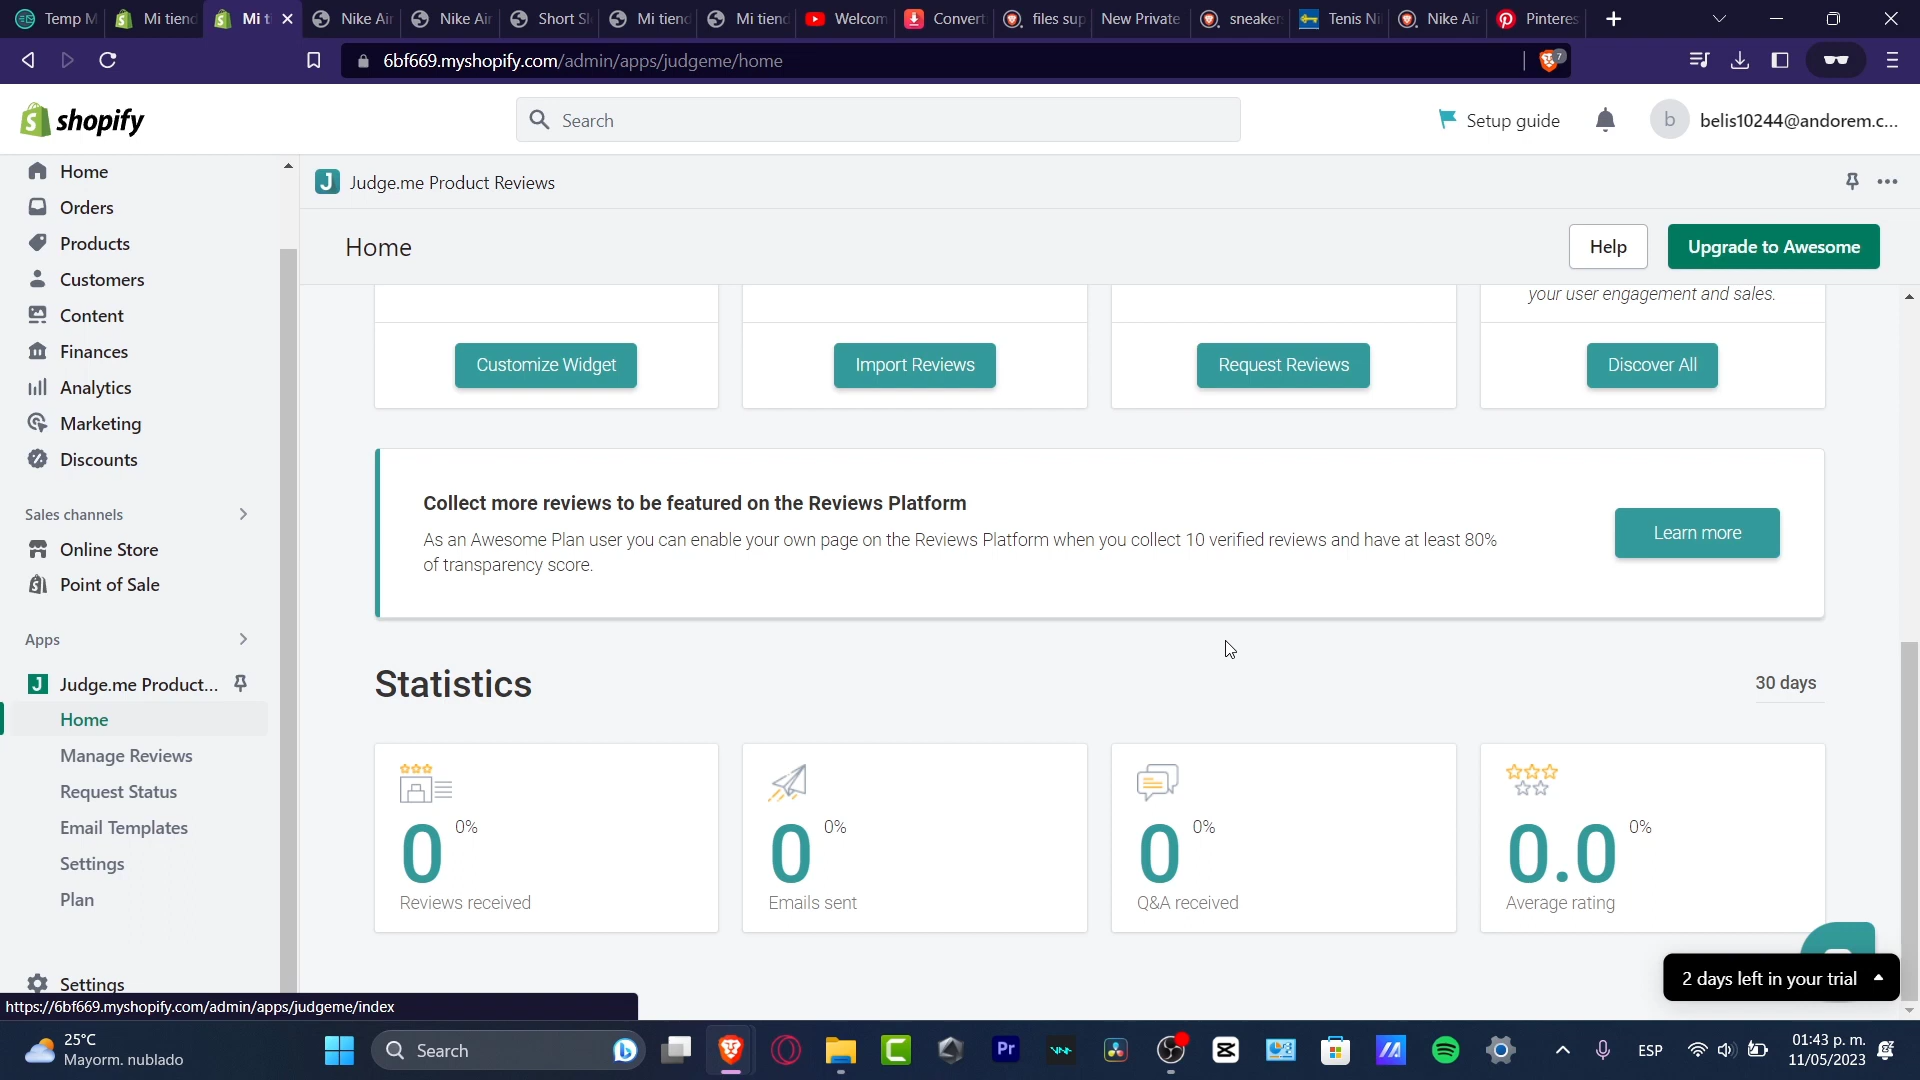 Temp M
Mi tiend
Mi t
Nike Air
Nike Air
Short Sl
Mi tiend
Mi tiend
Welcom
Convert
files sup
New Private
sneaker
Tenis Ni
Nike Air
Pinteres
6bf669.myshopify.com/admin/apps/judgeme/home
7
shopify
Search
Setup guide
b
belis10244@andorem.c...
Home
Orders
Products
Customers
Content
Finances
Analytics
Marketing
Discounts
Sales channels
Online Store
Point of Sale
Apps
Judge.me Product...
Home
Manage Reviews
Request Status
Email Templates
Settings
Plan
Settings
https://6bf669.myshopify.com/admin/apps/judgeme/index
J Judge.me Product Reviews
Home
Help
Upgrade to Awesome
your user engagement and sales.
Customize Widget
Import Reviews
Request Reviews
Discover All
Collect more reviews to be featured on the Reviews Platform
As an Awesome Plan user you can enable your own page on the Reviews Platform when you collect 10 verified reviews and have at least 80%
of transparency score.
Learn more
Statistics
30 days
0 0%
Reviews received
0 0%
Emails sent
0 0%
Q&A received
0.0 0%
Average rating
2 days left in your trial
25°C
Mayorm. nublado
Search
Pr
ESP
01:43 p. m.
11/05/2023